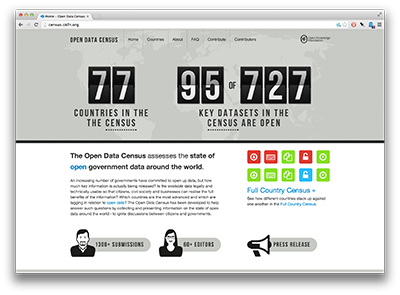 Home - Open Data Census
census.okfn.org
OPEN DATA CENSUS
Home Countries About FAQ Contribute Contributors
Open Knowledge
Foundation
77 95 OF 727
COUNTRIES IN THE
THE CENSUS
KEY DATASETS IN THE
CENSUS ARE OPEN
The Open Data Census assesses the state of
open government data around the world.
An increasing number of governments have committed to open up data, but how
much key information is actually being released? Is the available data legally and
technically usable so that citizens, civil society and businesses can realise the full
benefits of the information? Which countries are the most advanced and which are
lagging in relation to open data? The Open Data Census has been developed to help
answer such questions by collecting and presenting information on the state of open
data around the world - to ignite discussions between citizens and governments.
Full Country Census »
See how different countries stack up against
one another in the Full Country Census.
1300+ SUBMISSIONS
60+ EDITORS
PRESS RELEASE